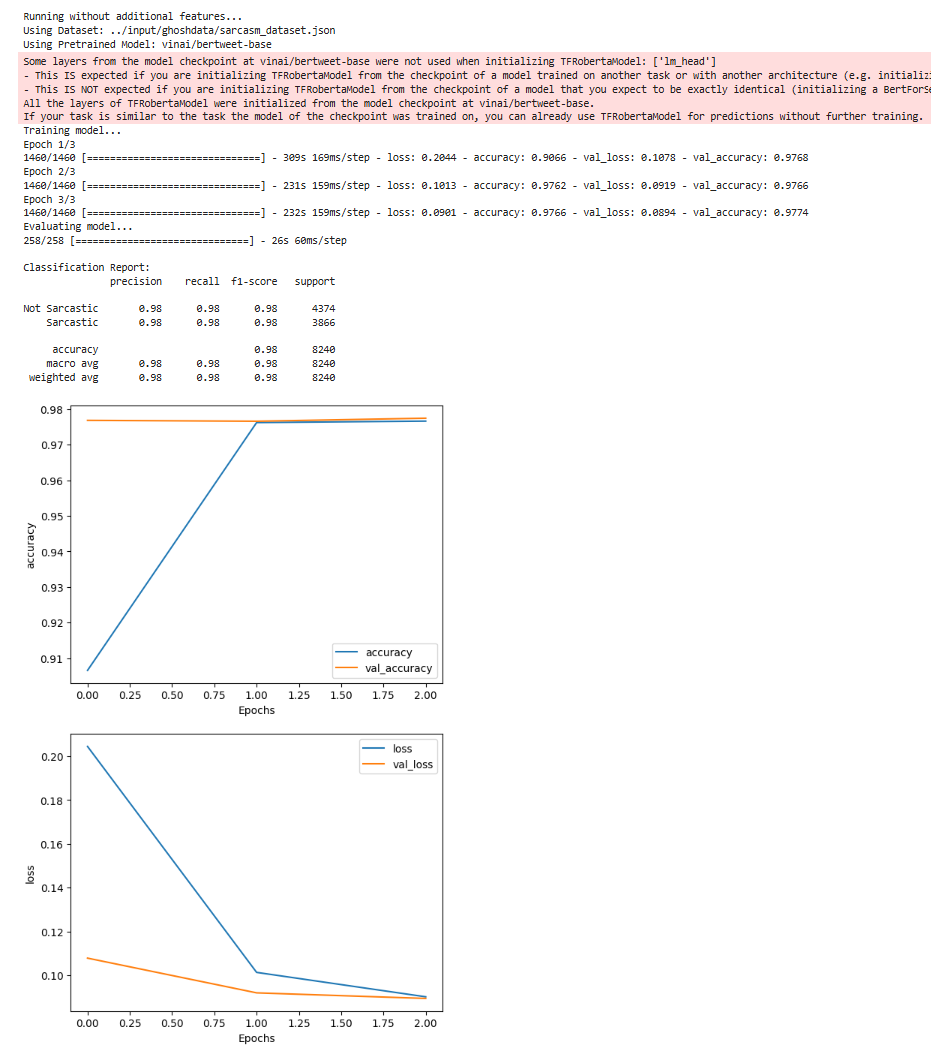 Running without additional features...
Using Dataset: ../input/ghoshdata/sarcasm_dataset.json
Using Pretrained Model: vinai/bertweet-base
Some layers from the model checkpoint at vinai/bertweet-base were not used when initializing TFRobertaModel: ['lm_head']
- This IS expected if you are initializing TFRobertaModel from the checkpoint of a model trained on another task or with another architecture (e.g. initializi
- This IS NOT expected if you are initializing TFRobertaModel from the checkpoint of a model that you expect to be exactly identical (initializing a BertForSe
All the layers of TFRobertaModel were initialized from the model checkpoint at vinai/bertweet-base.
If your task is similar to the task the model of the checkpoint was trained on, you can already use TFRobertaModel for predictions without further training.
Training model...
Epoch 1/3
1460/1460 [==============================] - 309s 169ms/step - loss: 0.2044 - accuracy: 0.9066 - val_loss: 0.1078 - val_accuracy: 0.9768
Epoch 2/3
1460/1460 [==============================] - 231s 159ms/step - loss: 0.1013 - accuracy: 0.9762 - val_loss: 0.0919 - val_accuracy: 0.9766
Epoch 3/3
1460/1460 [==============================] - 232s 159ms/step - loss: 0.0901 - accuracy: 0.9766 - val_loss: 0.0894 - val_accuracy: 0.9774
Evaluating model...
258/258 [==============================] - 26s 60ms/step
Classification Report:
precision recall f1-score support
Not Sarcastic 0.98 0.98 0.98 4374
Sarcastic 0.98 0.98 0.98 3866
accuracy 0.98 8240
macro avg 0.98 0.98 0.98 8240
weighted avg 0.98 0.98 0.98 8240
0.98
0.97
0.96
0.95
0.94
0.93
0.92
0.91
accuracy
accuracy
val_accuracy
0.00 0.25 0.50 0.75 1.00 1.25 1.50 1.75 2.00
Epochs
0.20
0.18
0.16
0.14
0.12
0.10
loss
loss
val_loss
0.00 0.25 0.50 0.75 1.00 1.25 1.50 1.75 2.00
Epochs